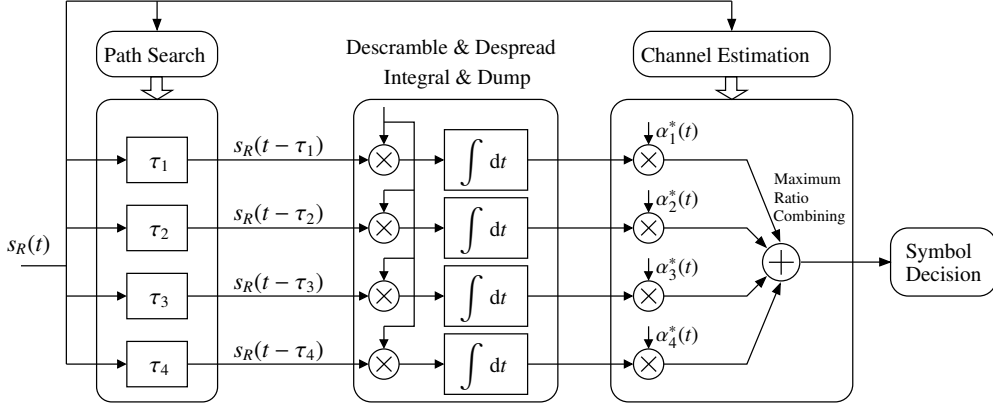 Path Search
Descramble & Despread
Integral & Dump
Channel Estimation
τ₁
s_R(t − τ₁)
∫ dt
α₁*(t)
τ₂
s_R(t − τ₂)
∫ dt
α₂*(t)
Maximum
Ratio
Combining
s_R(t)
Symbol
Decision
τ₃
s_R(t − τ₃)
∫ dt
α₃*(t)
τ₄
s_R(t − τ₄)
∫ dt
α₄*(t)